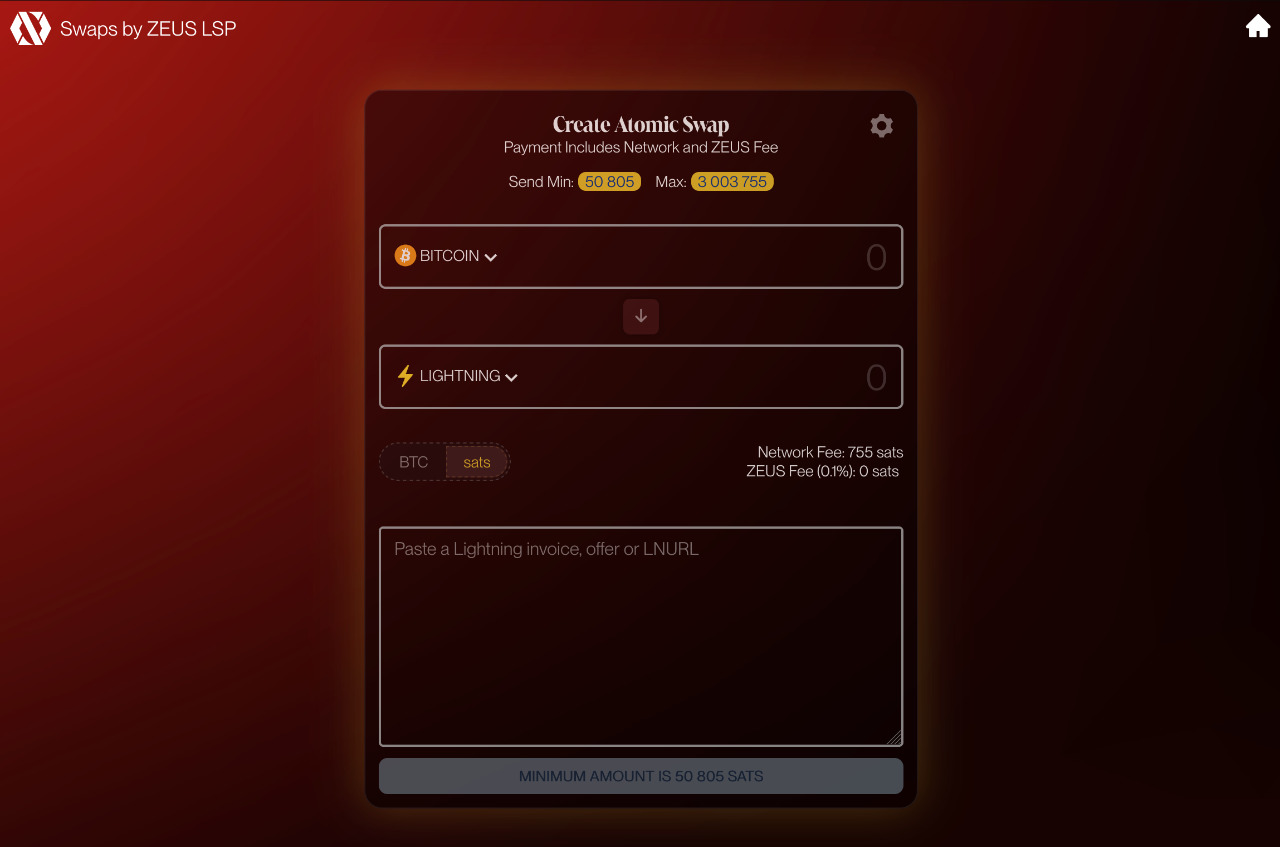 Swaps by ZEUS LSP
Create Atomic Swap
Payment Includes Network and ZEUS Fee
Send Min: 50 805 Max: 3 003 755
BITCOIN 0
LIGHTNING 0
BTC sats
Network Fee: 755 sats
ZEUS Fee (0.1%): 0 sats
Paste a Lightning invoice, offer or LNURL
MINIMUM AMOUNT IS 50 805 SATS